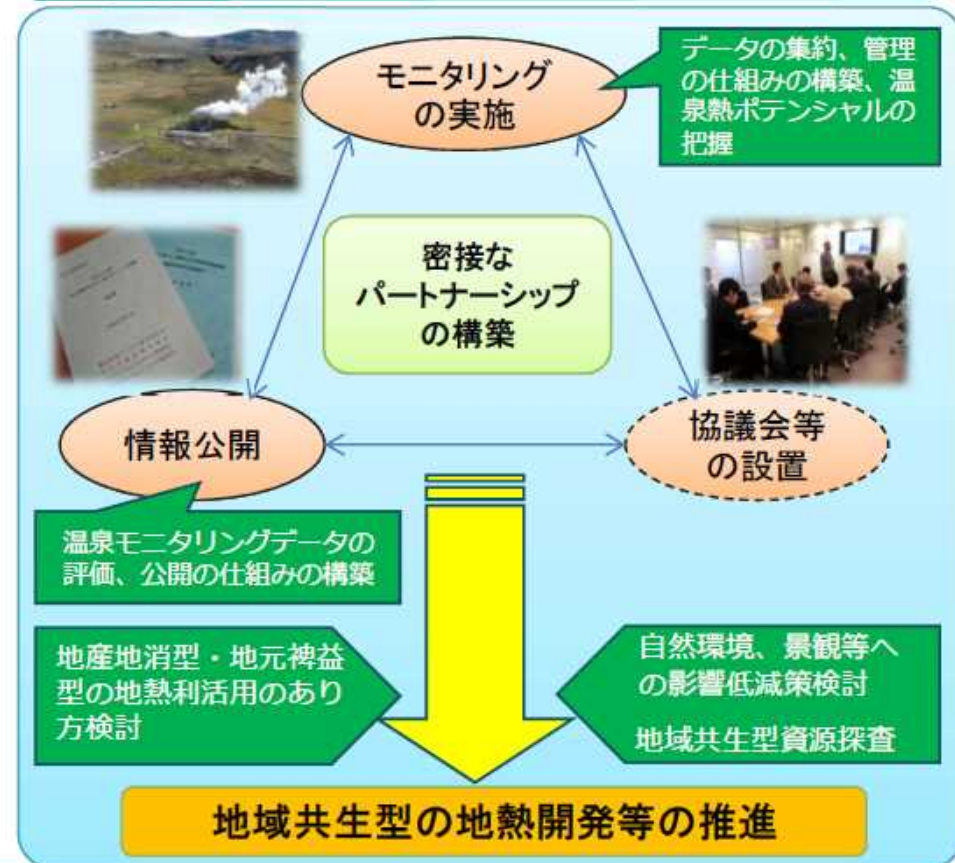 モニタリング
の実施
データの集約、管理
の仕組みの構築、温
泉熱ポテンシャルの
把握
密接な
パートナーシップ
の構築
情報公開
協議会等
の設置
温泉モニタリングデータの
評価、公開の仕組みの構築
地産地消型・地元裨益
型の地熱利活用のあり
方検討
自然環境、景観等へ
の影響低減策検討
地域共生型資源探査
地域共生型の地熱開発等の推進